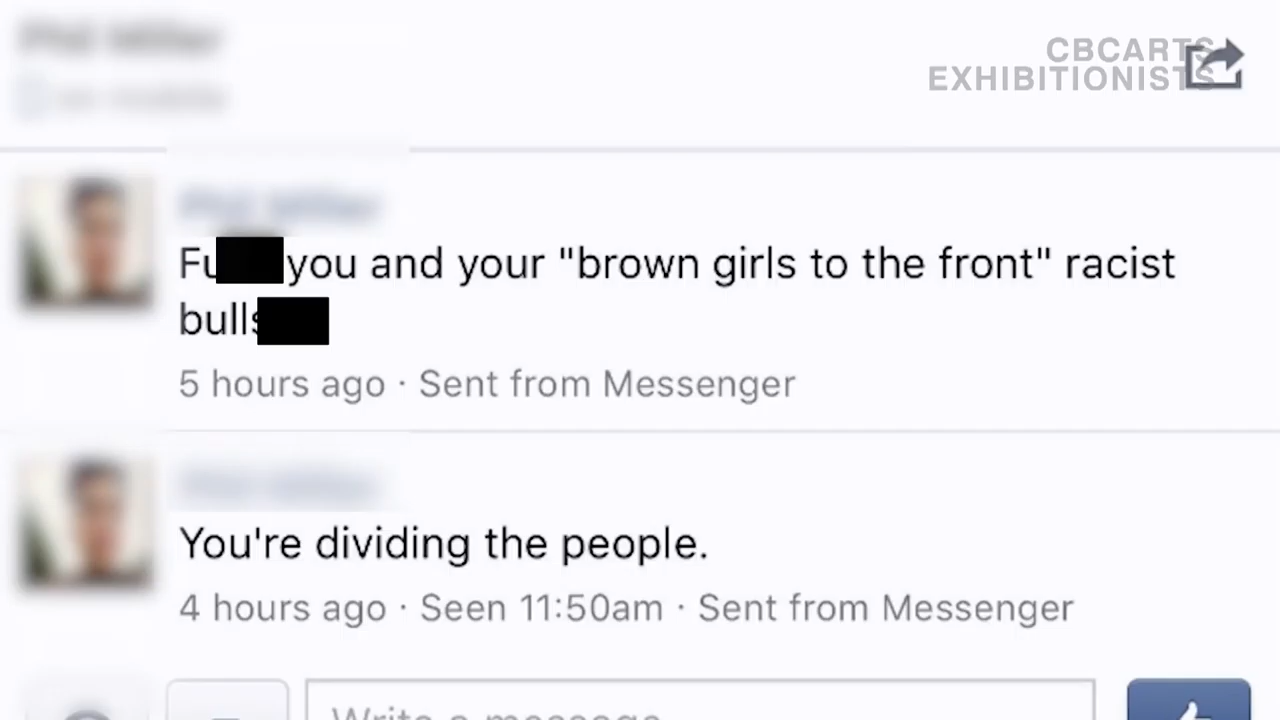 CBCARTS
EXHIBITIONISTS
Fu you and your "brown girls to the front" racist
bulls
5 hours ago · Sent from Messenger
You're dividing the people.
4 hours ago · Seen 11:50am · Sent from Messenger
Write a message